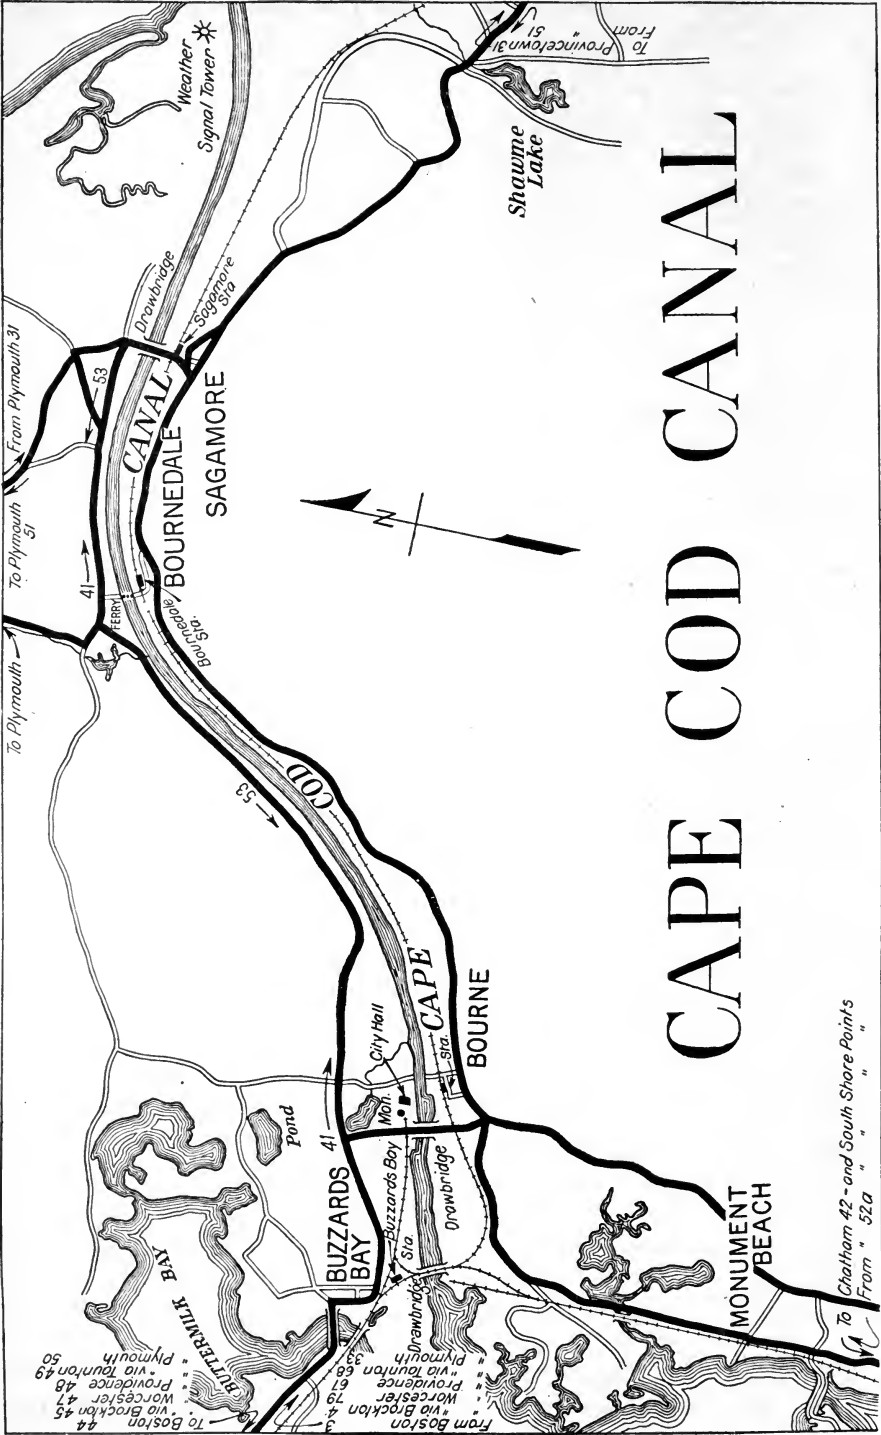 CAPE COD CANAL
To Boston 44
" via Brockton 45
" Worcester 47
" Providence 48
" via Taunton 49
" Plymouth 50
From Boston 3
" via Brockton 4
" Worcester 79
" Providence 67
" via Taunton 68
" Plymouth 33
BUTTERMILK BAY
Pond
BUZZARDS
BAY
41
Mon.
City Hall
Buzzards Bay
Sta.
Drawbridge
Drawbridge
CAPE
Sta.
BOURNE
MONUMENT
BEACH
To Chatham 42 - and South Shore Points
From " 52a " " " "
53
COD
To Plymouth
To Plymouth
51
From Plymouth 31
41
53
FERRY
Bournedale
Sta.
BOURNEDALE
CANAL
SAGAMORE
Drawbridge
Sagamore
Sta
N
Weather
Signal Tower
Shawme
Lake
To Provincetown 31
From " 51